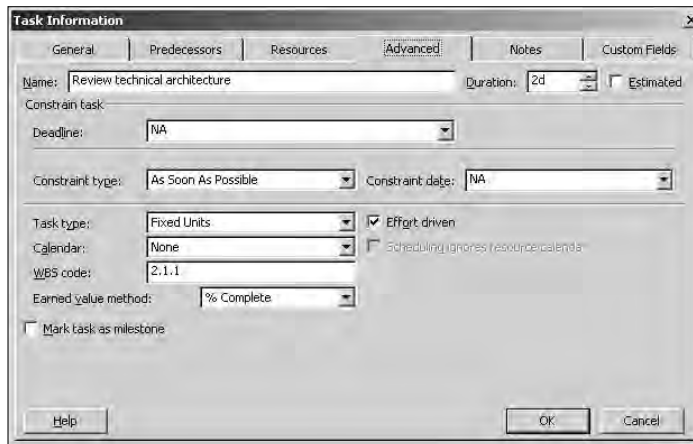 Task Information
General Predecessors Resources Advanced Notes Custom Fields
Name: Review technical architecture Duration: 2d Estimated
Constrain task
Deadline: NA
Constraint type: As Soon As Possible Constraint date: NA
Task type: Fixed Units Effort driven
Calendar: None Scheduling ignores resource calenda
WBS code: 2.1.1
Earned value method: % Complete
Mark task as milestone
Help OK Cancel